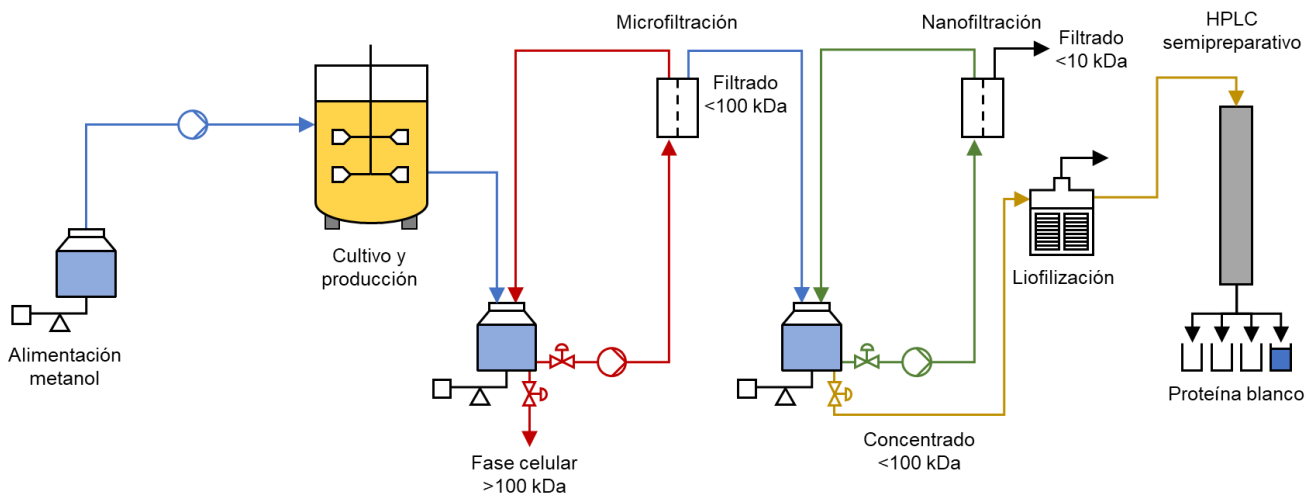 Microfiltración
Nanofiltración
HPLC
semipreparativo
Filtrado
<10 kDa
Filtrado
<100 kDa
Cultivo y
producción
Liofilización
Alimentación
metanol
Proteína blanco
Concentrado
<100 kDa
Fase celular
>100 kDa